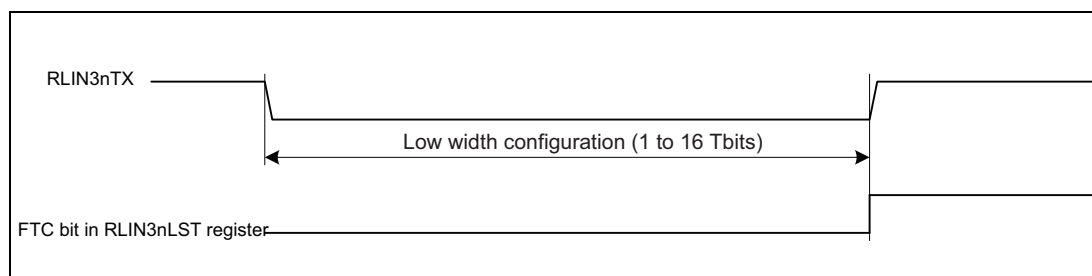 RLIN3nTX
Low width configuration (1 to 16 Tbits)
FTC bit in RLIN3nLST register